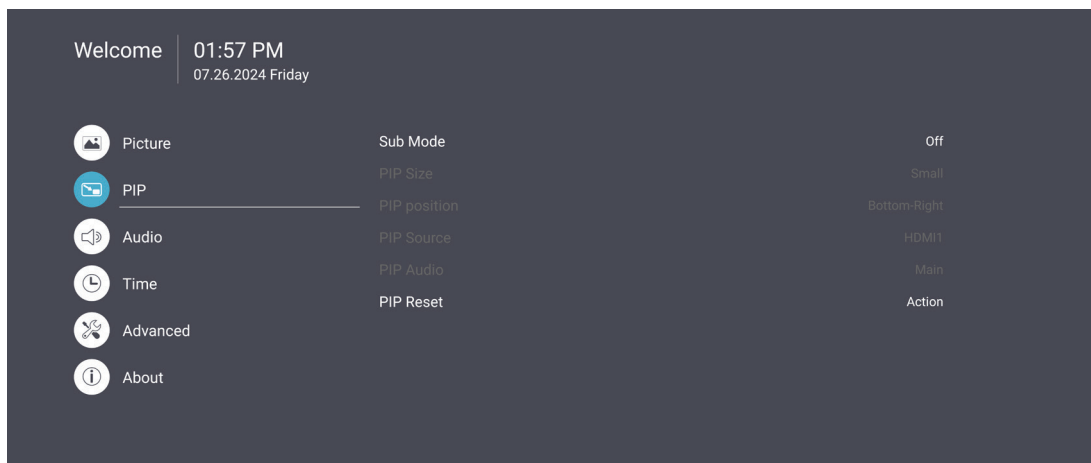 Welcome
01:57 PM
07.26.2024 Friday
Picture
PIP
Audio
Time
Advanced
About
Sub Mode Off
PIP Size Small
PIP position Bottom-Right
PIP Source HDMI1
PIP Audio Main
PIP Reset Action